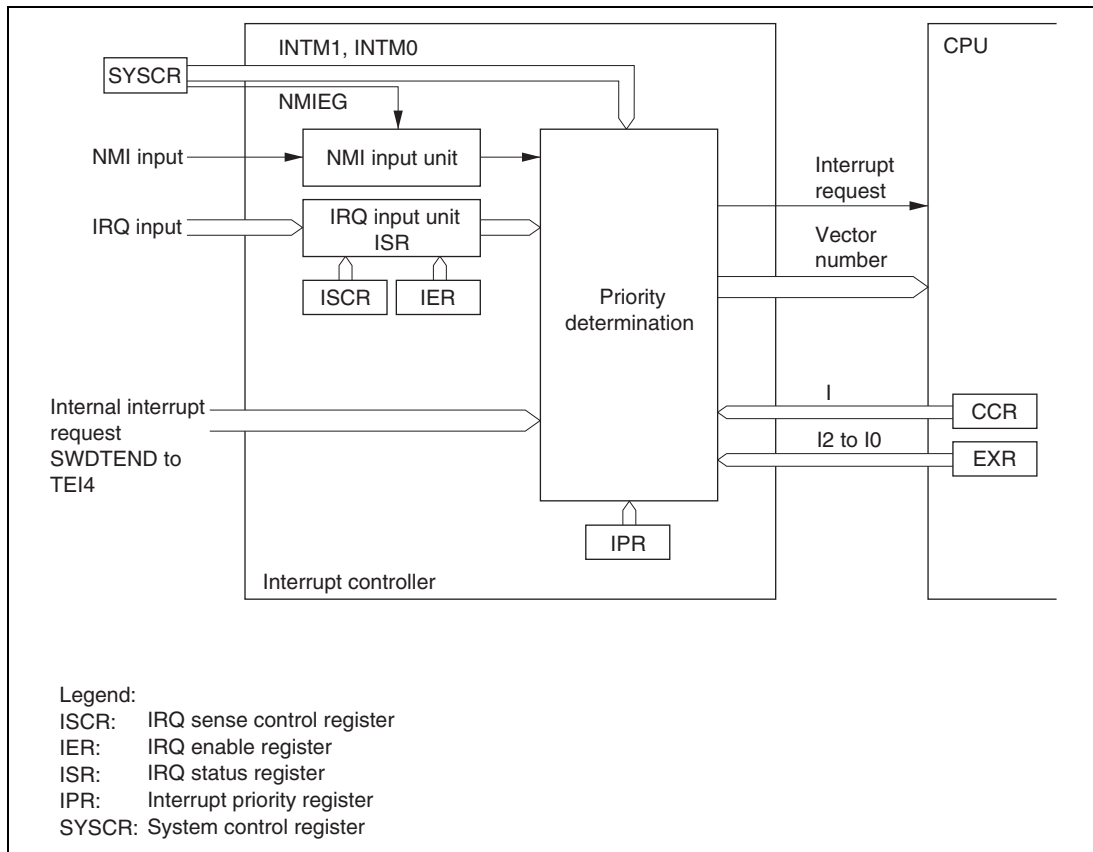 INTM1, INTM0
CPU
SYSCR
NMIEG
NMI input
NMI input unit
Interrupt
request
IRQ input
IRQ input unit
ISR
Vector
number
ISCR
IER
Priority
determination
I
CCR
Internal interrupt
request
SWDTEND to
TEI4
I2 to I0
EXR
IPR
Interrupt controller
Legend:
ISCR: IRQ sense control register
IER: IRQ enable register
ISR: IRQ status register
IPR: Interrupt priority register
SYSCR: System control register